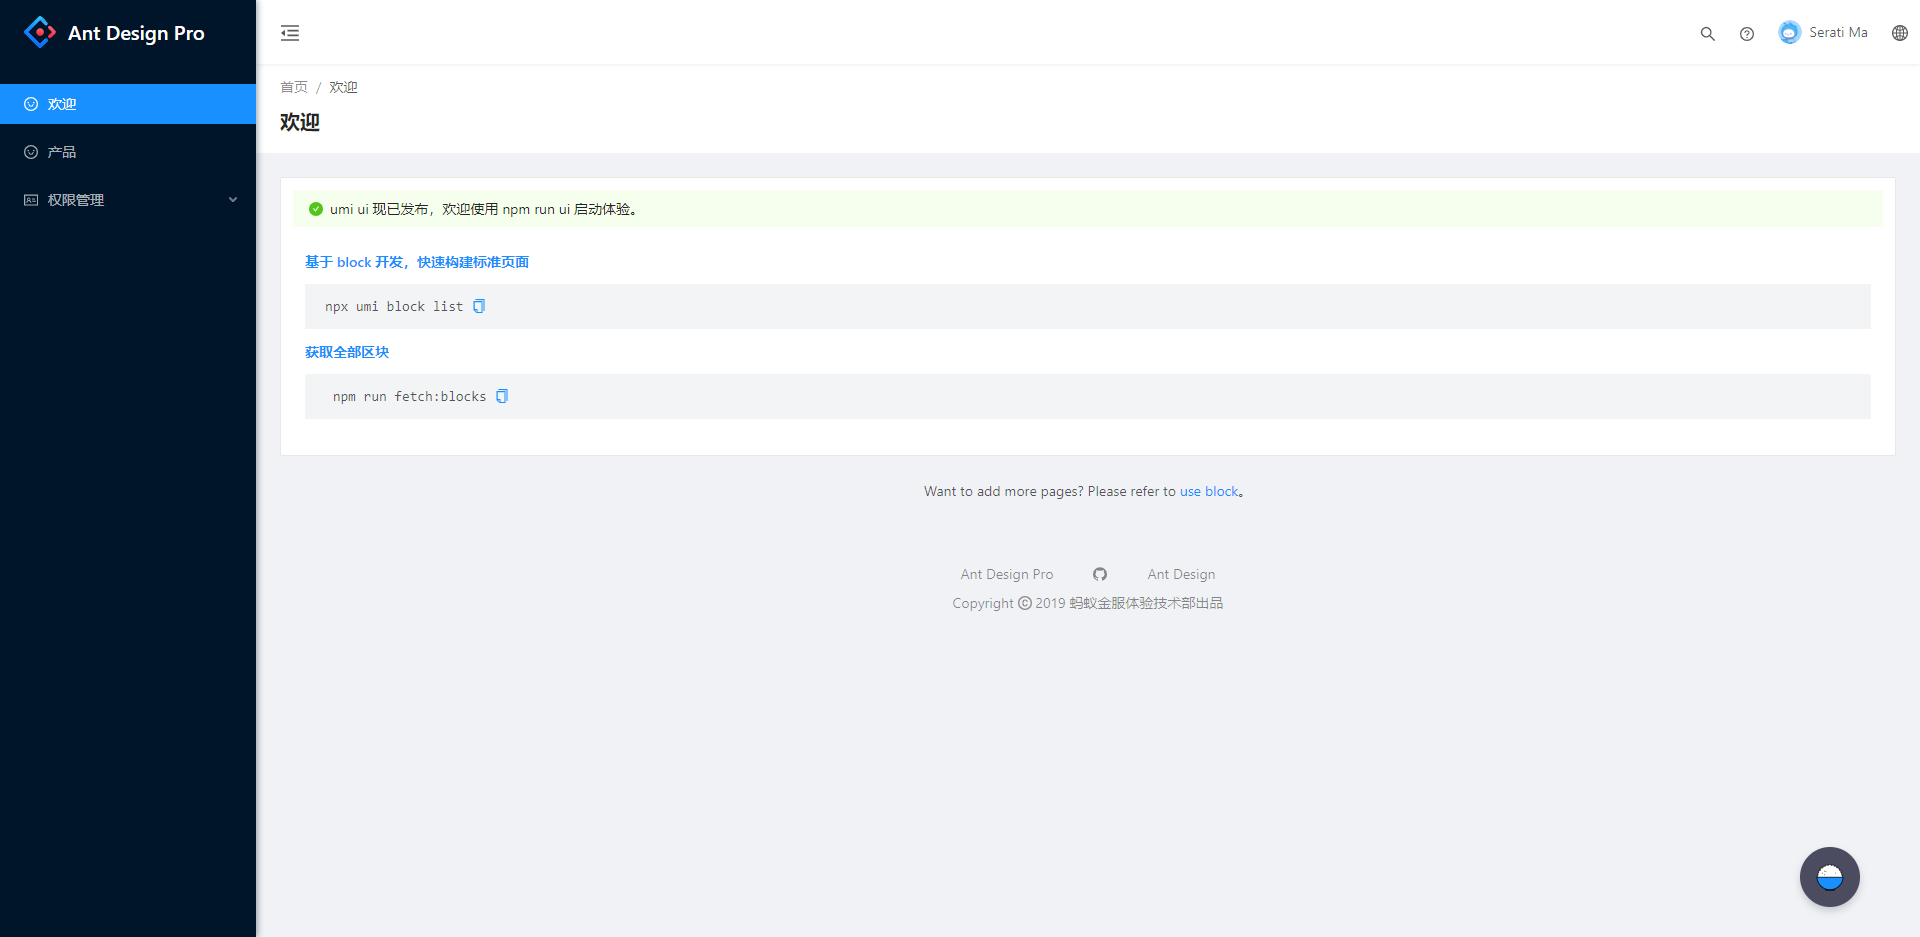 Ant Design Pro
欢迎
产品
权限管理
Serati Ma
首页 / 欢迎
欢迎
umi ui 现已发布，欢迎使用 npm run ui 启动体验。
基于 block 开发，快速构建标准页面
npx umi block list
获取全部区块
npm run fetch:blocks
Want to add more pages? Please refer to use block。
Ant Design Pro
Ant Design
Copyright © 2019 蚂蚁金服体验技术部出品